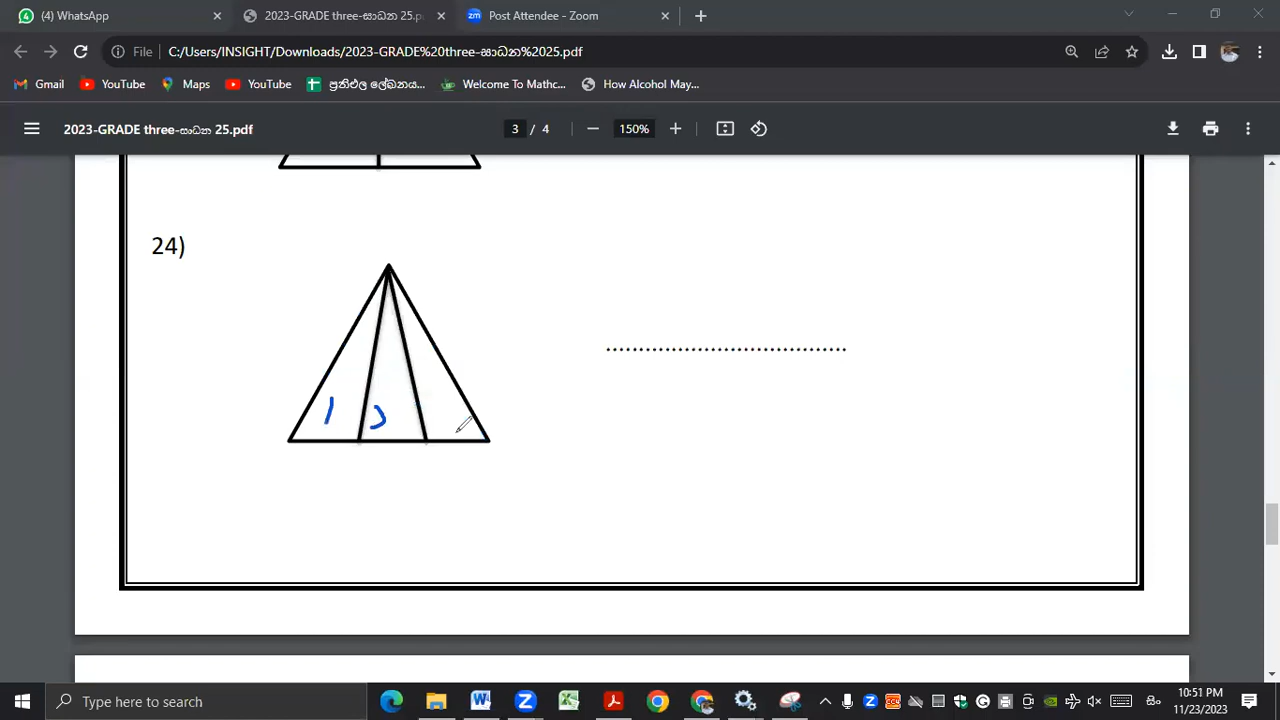 (4) WhatsApp
2023-GRADE three-සාධන 25.p
Post Attendee - Zoom
File
C:/Users/INSIGHT/Downloads/2023-GRADE%20three-සාධන%2025.pdf
Gmail
YouTube
Maps
YouTube
ප්‍රතිඵල ලේඛනය...
Welcome To Mathc...
How Alcohol May...
2023-GRADE three-සාධන 25.pdf
3 / 4
150%
24)
1
Type here to search
10:51 PM
11/23/2023